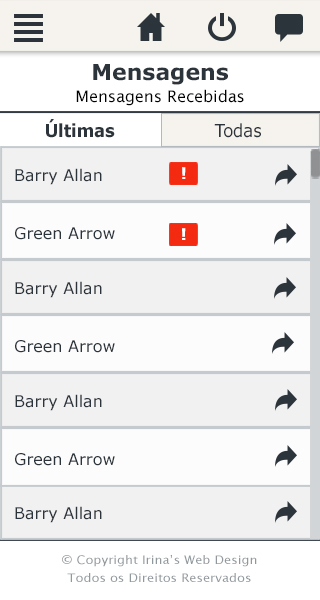 Mensagens
Mensagens Recebidas
Últimas Todas
Barry Allan !
Green Arrow !
Barry Allan
Green Arrow
Barry Allan
Green Arrow
Barry Allan
© Copyright Irina's Web Design
Todos os Direitos Reservados